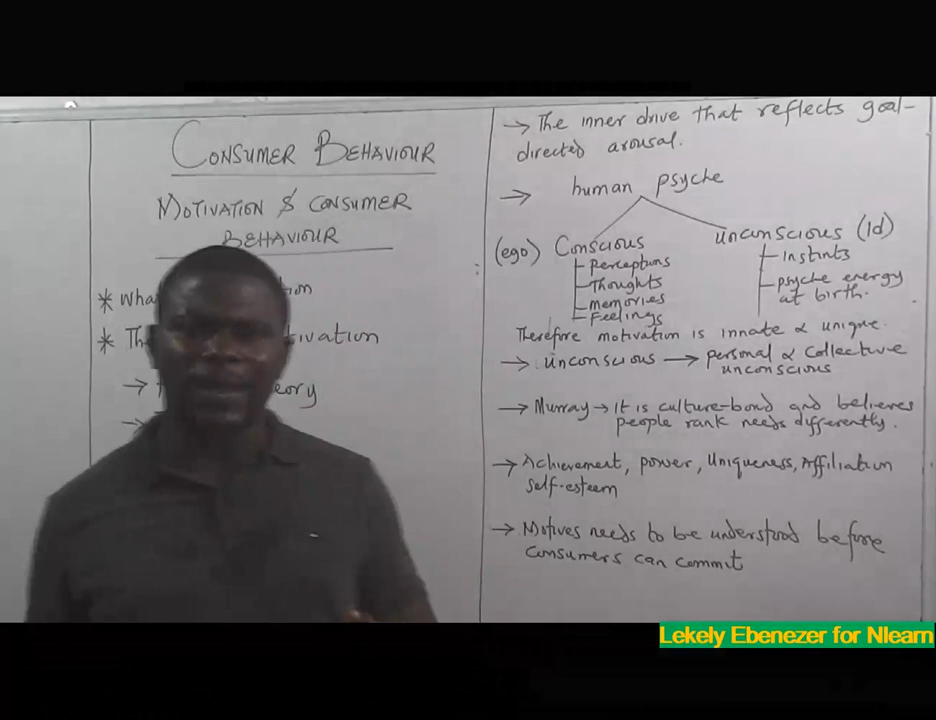 CONSUMER BEHAVIOUR
MOTIVATION & CONSUMER
BEHAVIOUR
*
* Th
→
eory
→
→ The inner drive that reflects goal-
directed arousal.
→ human psyche
(ego) Conscious
Perceptions
Thoughts
memories
Feelings
unconscious (Id)
instints
psyche energy
at birth.
Therefore motivation is innate & unique.
→ unconscious → personal & Collective
unconscious
→ Murray → It is culture-bond and believes
people rank needs differently.
→ Achievement, power, Uniqueness, Affiliation
self-esteem
→ Motives needs to be understood before
consumers can commit
Lekely Ebenezer for Nlearn